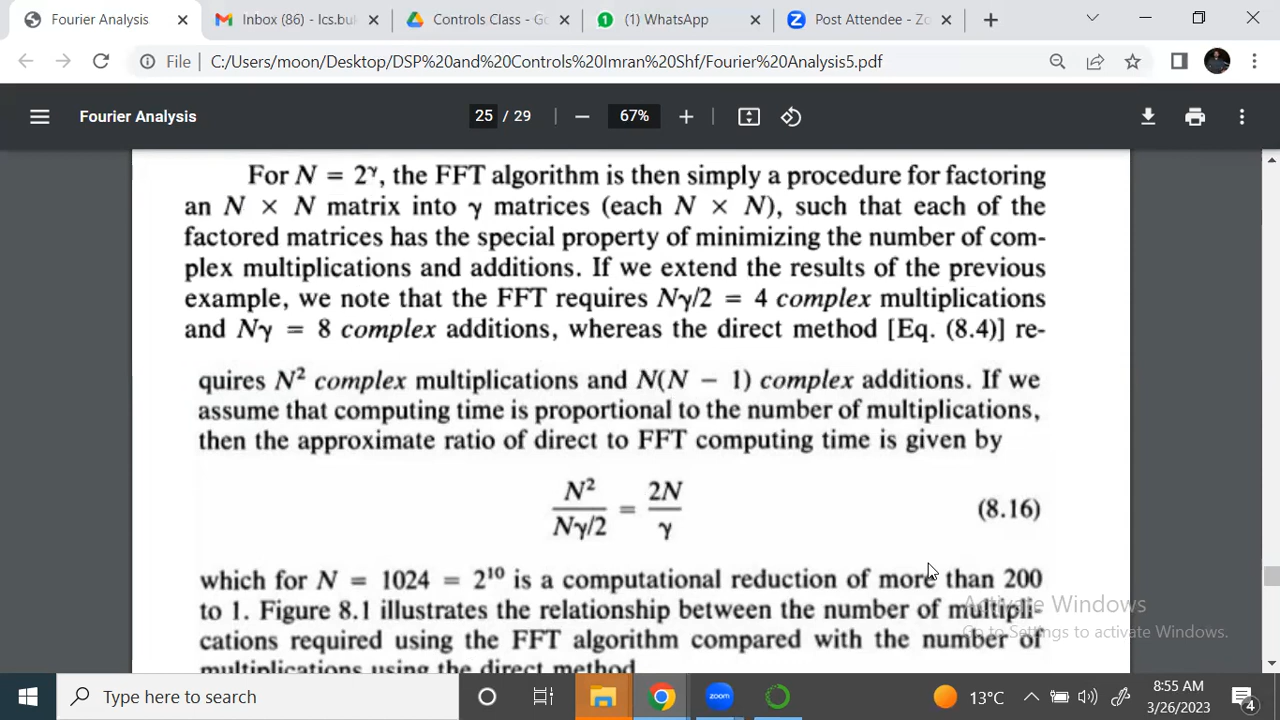 Fourier Analysis
Inbox (86) - lcs.bul
Controls Class - Go
(1) WhatsApp
Post Attendee - Zo
File
C:/Users/moon/Desktop/DSP%20and%20Controls%20Imran%20Shf/Fourier%20Analysis5.pdf
Fourier Analysis
25 / 29
67%
For N = 2^γ, the FFT algorithm is then simply a procedure for factoring
an N × N matrix into γ matrices (each N × N), such that each of the
factored matrices has the special property of minimizing the number of com-
plex multiplications and additions. If we extend the results of the previous
example, we note that the FFT requires Nγ/2 = 4 complex multiplications
and Nγ = 8 complex additions, whereas the direct method [Eq. (8.4)] re-
quires N² complex multiplications and N(N − 1) complex additions. If we
assume that computing time is proportional to the number of multiplications,
then the approximate ratio of direct to FFT computing time is given by
N² / Nγ/2 = 2N / γ (8.16)
which for N = 1024 = 2¹⁰ is a computational reduction of more than 200
to 1. Figure 8.1 illustrates the relationship between the number of multipli-
cations required using the FFT algorithm compared with the number of
multiplications using the direct method
Activate Windows
Go to Settings to activate Windows.
Type here to search
zoom
13°C
8:55 AM
3/26/2023
4